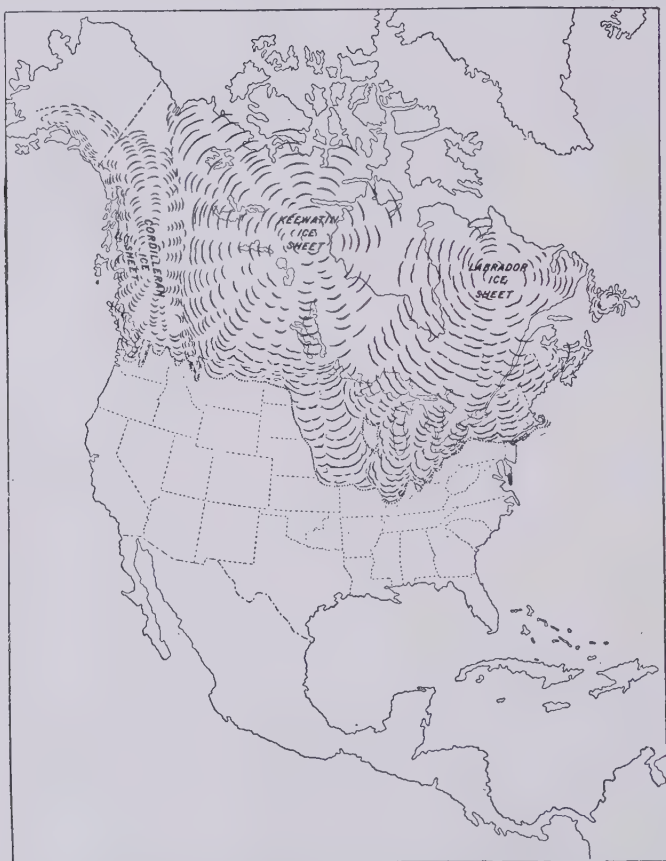 CORDILLERAN
ICE
SHEET
KEEWATIN
ICE
SHEET
LABRADOR
ICE
SHEET